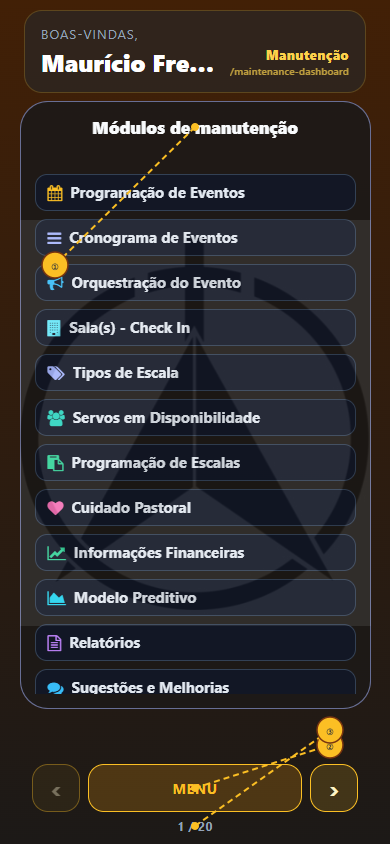 BOAS-VINDAS,
Maurício Fre...
Manutenção
/maintenance-dashboard
Módulos de manutenção
Programação de Eventos
Cronograma de Eventos
①
Orquestração do Evento
Sala(s) - Check In
Tipos de Escala
Servos em Disponibilidade
Programação de Escalas
Cuidado Pastoral
Informações Financeiras
Modelo Preditivo
Relatórios
Sugestões e Melhorias
③
②
‹
MENU
›
1 / 20